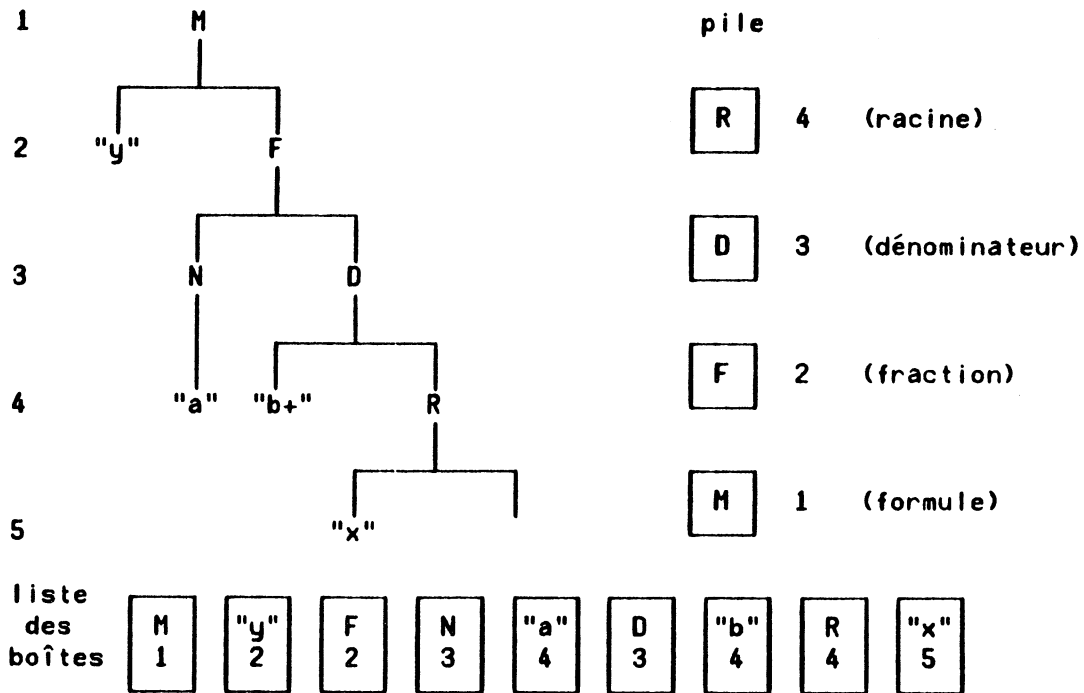 1 M pile
R 4 (racine)
2 "y" F
D 3 (dénominateur)
3 N D
F 2 (fraction)
4 "a" "b+" R
M 1 (formule)
5 "x"
liste
des
boîtes
M "y" F N "a" D "b" R "x"
1 2 2 3 4 3 4 4 5